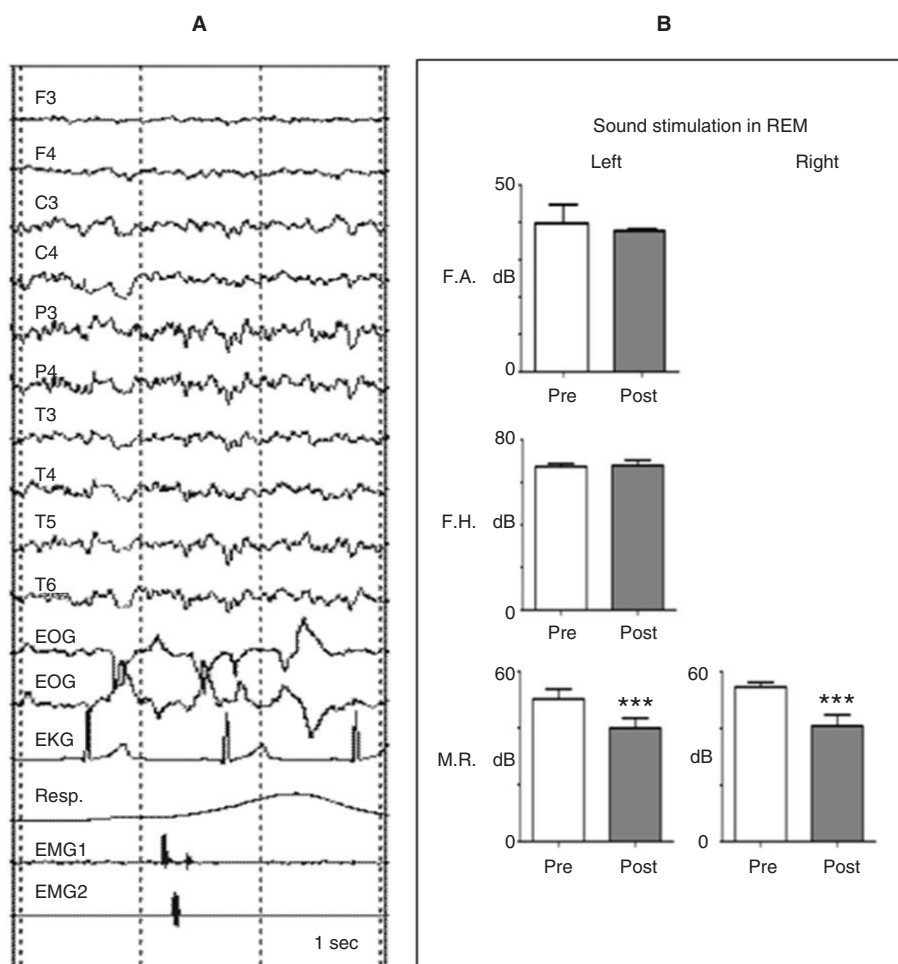 A
F3
F4
C3
C4
P3
P4
T3
T4
T5
T6
EOG
EOG
EKG
Resp.
EMG1
EMG2
1 sec
B
Sound stimulation in REM
Left Right
50
F.A. dB
0
Pre Post
80
F.H. dB
0
Pre Post
60 60
*** ***
M.R. dB dB
0 0
Pre Post Pre Post